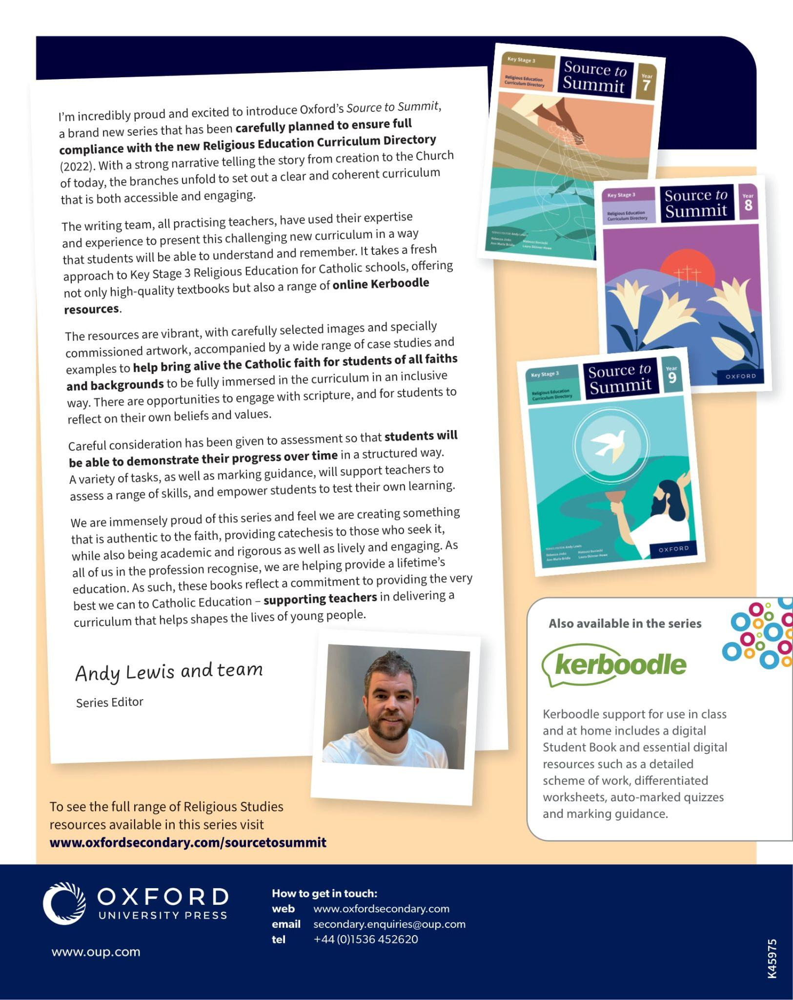 I'm incredibly proud and excited to introduce Oxford's Source to Summit,
a brand new series that has been carefully planned to ensure full
compliance with the new Religious Education Curriculum Directory
(2022). With a strong narrative telling the story from creation to the Church
of today, the branches unfold to set out a clear and coherent curriculum
that is both accessible and engaging.
The writing team, all practising teachers, have used their expertise
and experience to present this challenging new curriculum in a way
that students will be able to understand and remember. It takes a fresh
approach to Key Stage 3 Religious Education for Catholic schools, offering
not only high-quality textbooks but also a range of online Kerboodle
resources.
The resources are vibrant, with carefully selected images and specially
commissioned artwork, accompanied by a wide range of case studies and
examples to help bring alive the Catholic faith for students of all faiths
and backgrounds to be fully immersed in the curriculum in an inclusive
way. There are opportunities to engage with scripture, and for students to
reflect on their own beliefs and values.
Careful consideration has been given to assessment so that students will
be able to demonstrate their progress over time in a structured way.
A variety of tasks, as well as marking guidance, will support teachers to
assess a range of skills, and empower students to test their own learning.
We are immensely proud of this series and feel we are creating something
that is authentic to the faith, providing catechesis to those who seek it,
while also being academic and rigorous as well as lively and engaging. As
all of us in the profession recognise, we are helping provide a lifetime's
education. As such, these books reflect a commitment to providing the very
best we can to Catholic Education – supporting teachers in delivering a
curriculum that helps shapes the lives of young people.
Andy Lewis and team
Series Editor
Key Stage 3
Religious Education
Curriculum Directory
Source to
Summit
Year
7
SERIES EDITOR Andy Lewis
Rebecca Jinks
Ann-Marie Bridle
Mateusz Boniecki
Laura Skinner-Howe
Key Stage 3
Religious Education
Curriculum Directory
Source to
Summit
Year
8
OXFORD
Key Stage 3
Religious Education
Curriculum Directory
Source to
Summit
Year
9
SERIES EDITOR Andy Lewis
Rebecca Jinks
Ann-Marie Bridle
Mateusz Boniecki
Laura Skinner-Howe
OXFORD
Also available in the series
kerboodle
Kerboodle support for use in class
and at home includes a digital
Student Book and essential digital
resources such as a detailed
scheme of work, differentiated
worksheets, auto-marked quizzes
and marking guidance.
To see the full range of Religious Studies
resources available in this series visit
www.oxfordsecondary.com/sourcetosummit
OXFORD
UNIVERSITY PRESS
www.oup.com
How to get in touch:
web www.oxfordsecondary.com
email secondary.enquiries@oup.com
tel +44 (0)1536 452620
K45975